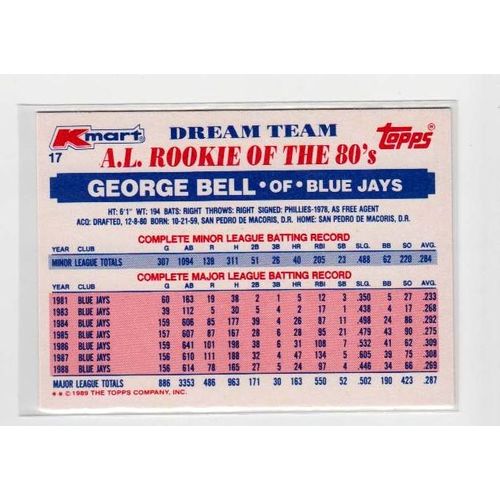 Kmart DREAM TEAM TOPPS®
17 A.L. ROOKIE OF THE 80's
GEORGE BELL • OF • BLUE JAYS
HT: 6'1" WT: 194 BATS: RIGHT THROWS: RIGHT SIGNED: PHILLIES-1978, AS FREE AGENT
ACQ: DRAFTED, 12-8-80 BORN: 10-21-59, SAN PEDRO DE MACORIS, D.R. HOME: SAN PEDRO DE MACORIS, D.R.
COMPLETE MINOR LEAGUE BATTING RECORD
YEAR CLUB G AB R H 2B 3B HR RBI SB SLG. BB SO AVG.
MINOR LEAGUE TOTALS 307 1094 139 311 51 26 40 205 23 .488 62 220 .284
COMPLETE MAJOR LEAGUE BATTING RECORD
YEAR CLUB G AB R H 2B 3B HR RBI SB SLG. BB SO AVG.
1981 BLUE JAYS 60 163 19 38 2 1 5 12 3 .350 5 27 .233
1983 BLUE JAYS 39 112 5 30 5 4 2 17 1 .438 4 17 .268
1984 BLUE JAYS 159 606 85 177 39 4 26 87 11 .498 24 86 .292
1985 BLUE JAYS 157 607 87 167 28 6 28 95 21 .479 43 90 .275
1986 BLUE JAYS 159 641 101 198 38 6 31 108 7 .532 41 62 .309
1987 BLUE JAYS 156 610 111 188 32 4 47 134 5 .605 39 75 .308
1988 BLUE JAYS 156 614 78 165 27 5 24 97 4 .446 34 66 .269
MAJOR LEAGUE TOTALS 886 3353 486 963 171 30 163 550 52 .502 190 423 .287
★★ © 1989 THE TOPPS COMPANY, INC.